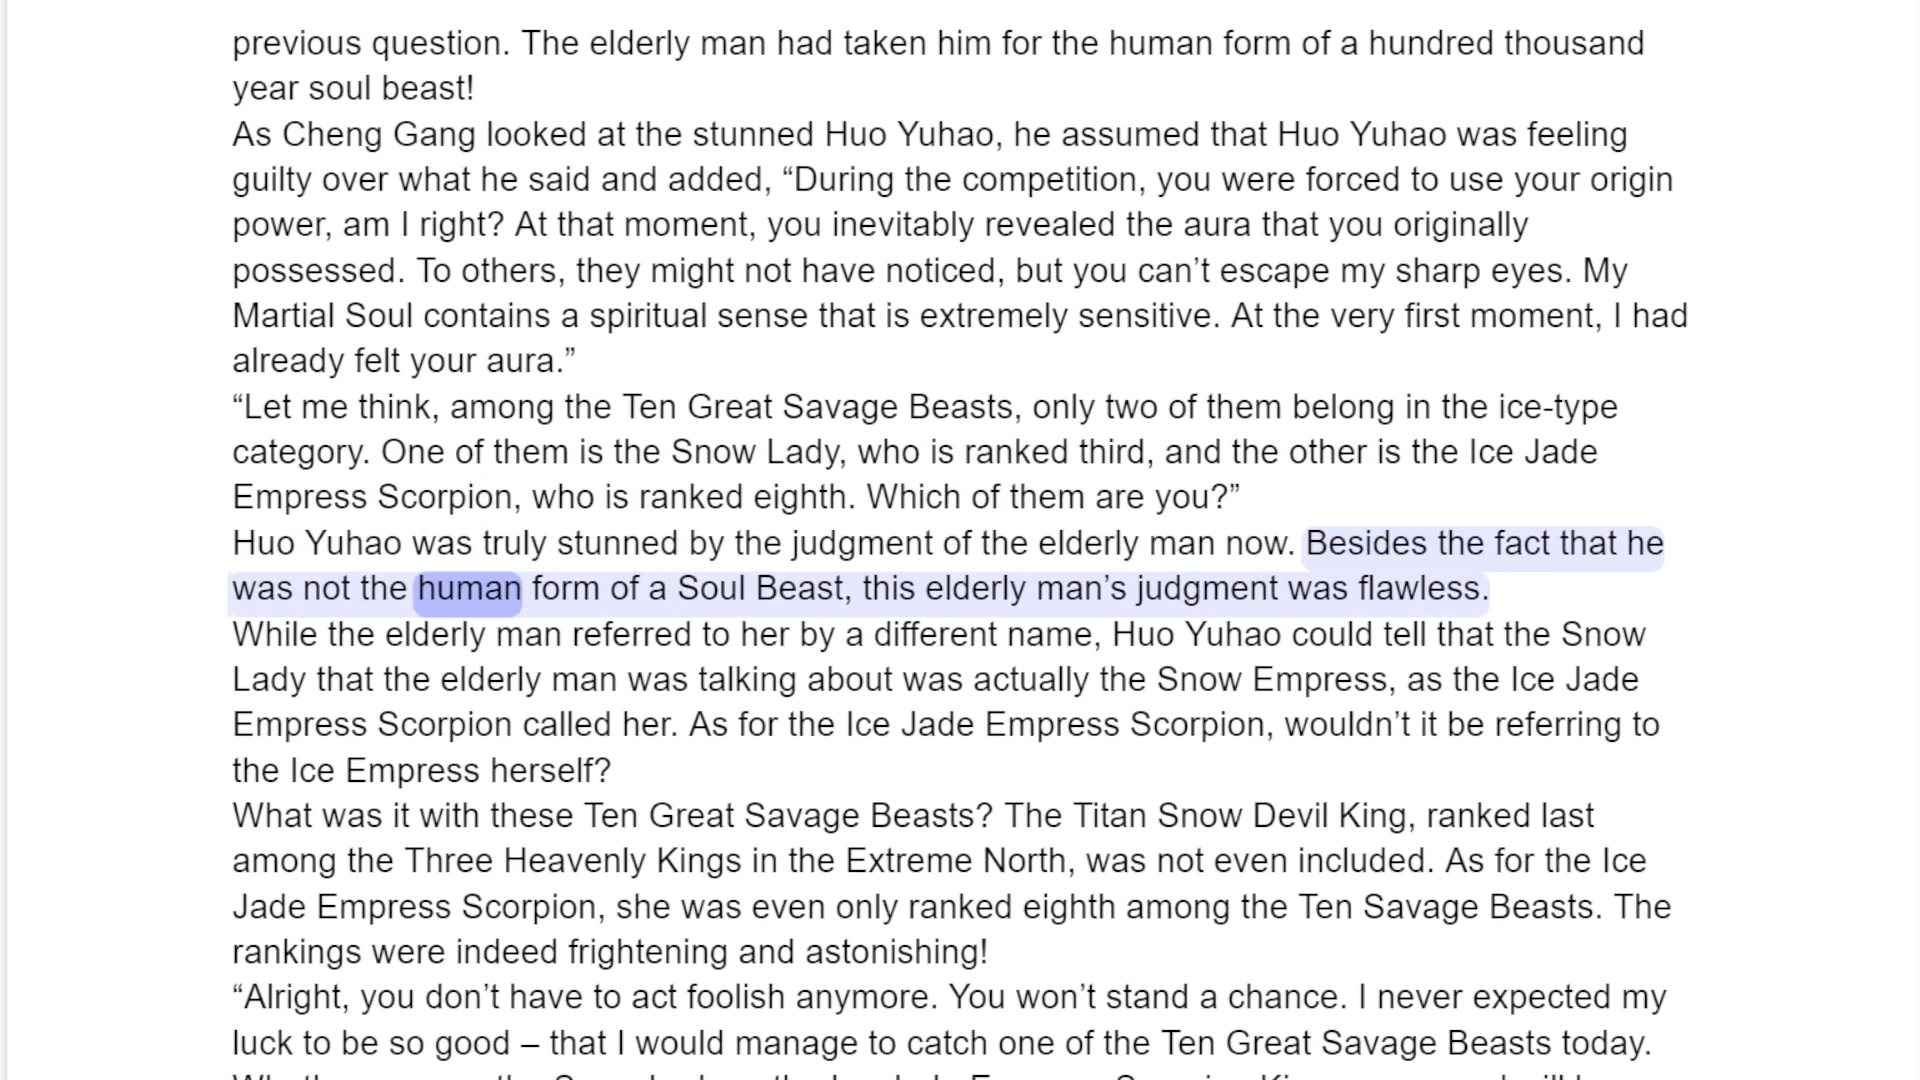 previous question. The elderly man had taken him for the human form of a hundred thousand
year soul beast!
As Cheng Gang looked at the stunned Huo Yuhao, he assumed that Huo Yuhao was feeling
guilty over what he said and added, “During the competition, you were forced to use your origin
power, am I right? At that moment, you inevitably revealed the aura that you originally
possessed. To others, they might not have noticed, but you can’t escape my sharp eyes. My
Martial Soul contains a spiritual sense that is extremely sensitive. At the very first moment, I had
already felt your aura.”
“Let me think, among the Ten Great Savage Beasts, only two of them belong in the ice-type
category. One of them is the Snow Lady, who is ranked third, and the other is the Ice Jade
Empress Scorpion, who is ranked eighth. Which of them are you?”
Huo Yuhao was truly stunned by the judgment of the elderly man now. Besides the fact that he
was not the human form of a Soul Beast, this elderly man’s judgment was flawless.
While the elderly man referred to her by a different name, Huo Yuhao could tell that the Snow
Lady that the elderly man was talking about was actually the Snow Empress, as the Ice Jade
Empress Scorpion called her. As for the Ice Jade Empress Scorpion, wouldn’t it be referring to
the Ice Empress herself?
What was it with these Ten Great Savage Beasts? The Titan Snow Devil King, ranked last
among the Three Heavenly Kings in the Extreme North, was not even included. As for the Ice
Jade Empress Scorpion, she was even only ranked eighth among the Ten Savage Beasts. The
rankings were indeed frightening and astonishing!
“Alright, you don’t have to act foolish anymore. You won’t stand a chance. I never expected my
luck to be so good – that I would manage to catch one of the Ten Great Savage Beasts today.